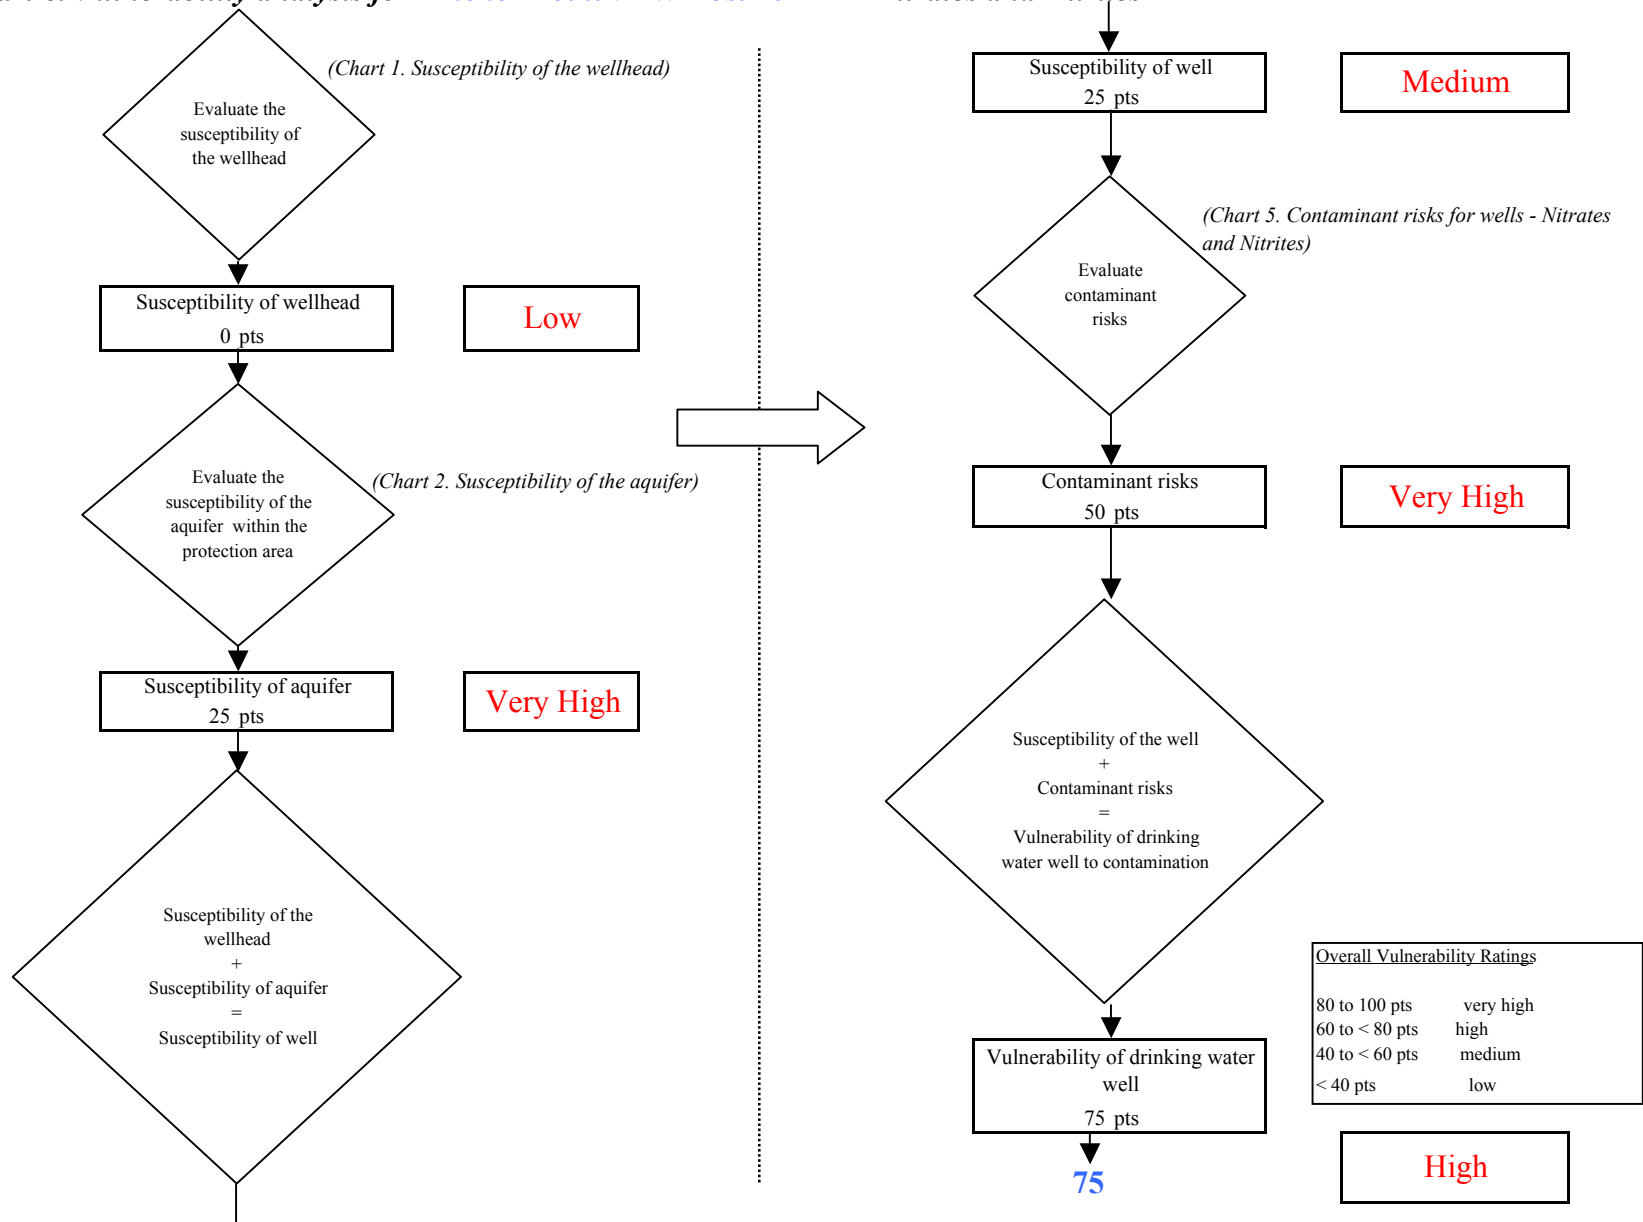 (Chart 1. Susceptibility of the wellhead)
Evaluate the
susceptibility of
the wellhead
Susceptibility of wellhead
0 pts
Low
(Chart 2. Susceptibility of the aquifer)
Evaluate the
susceptibility of the
aquifer within the
protection area
Susceptibility of aquifer
25 pts
Very High
Susceptibility of the
wellhead
+
Susceptibility of aquifer
=
Susceptibility of well
Susceptibility of well
25 pts
Medium
(Chart 5. Contaminant risks for wells - Nitrates
and Nitrites)
Evaluate
contaminant
risks
Contaminant risks
50 pts
Very High
Susceptibility of the well
+
Contaminant risks
=
Vulnerability of drinking
water well to contamination
Vulnerability of drinking water
well
75 pts
75
Overall Vulnerability Ratings
80 to 100 pts very high
60 to < 80 pts high
40 to < 60 pts medium
< 40 pts low
High